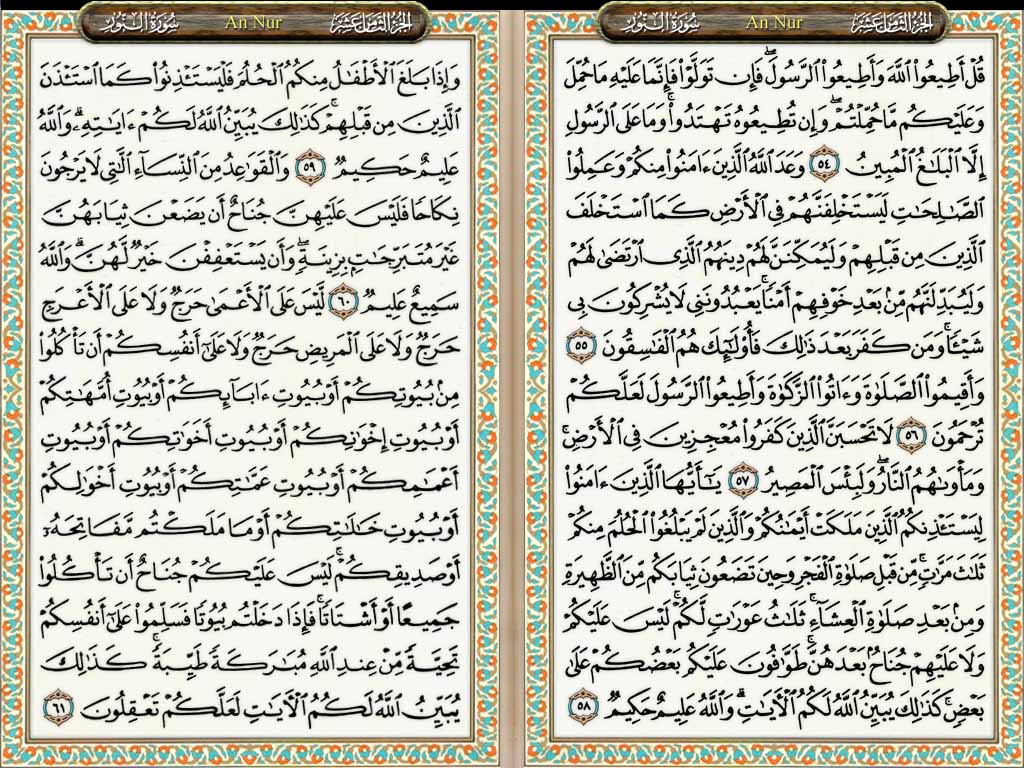 الجزء الثامن عشر An Nur سورة النور
قُلْ أَطِيعُوا۟ ٱللَّهَ وَأَطِيعُوا۟ ٱلرَّسُولَ ۖ فَإِن تَوَلَّوْا۟ فَإِنَّمَا عَلَيْهِ مَا حُمِّلَ
وَعَلَيْكُم مَّا حُمِّلْتُمْ ۖ وَإِن تُطِيعُوهُ تَهْتَدُوا۟ ۚ وَمَا عَلَى ٱلرَّسُولِ
إِلَّا ٱلْبَلَٰغُ ٱلْمُبِينُ ٥٤ وَعَدَ ٱللَّهُ ٱلَّذِينَ ءَامَنُوا۟ مِنكُمْ وَعَمِلُوا۟
ٱلصَّٰلِحَٰتِ لَيَسْتَخْلِفَنَّهُمْ فِى ٱلْأَرْضِ كَمَا ٱسْتَخْلَفَ
ٱلَّذِينَ مِن قَبْلِهِمْ وَلَيُمَكِّنَنَّ لَهُمْ دِينَهُمُ ٱلَّذِى ٱرْتَضَىٰ لَهُمْ
وَلَيُبَدِّلَنَّهُم مِّنۢ بَعْدِ خَوْفِهِمْ أَمْنًا ۚ يَعْبُدُونَنِى لَا يُشْرِكُونَ بِى
شَيْـًٔا ۚ وَمَن كَفَرَ بَعْدَ ذَٰلِكَ فَأُو۟لَٰٓئِكَ هُمُ ٱلْفَٰسِقُونَ ٥٥
وَأَقِيمُوا۟ ٱلصَّلَوٰةَ وَءَاتُوا۟ ٱلزَّكَوٰةَ وَأَطِيعُوا۟ ٱلرَّسُولَ لَعَلَّكُمْ
تُرْحَمُونَ ٥٦ لَا تَحْسَبَنَّ ٱلَّذِينَ كَفَرُوا۟ مُعْجِزِينَ فِى ٱلْأَرْضِ ۚ
وَمَأْوَىٰهُمُ ٱلنَّارُ ۖ وَلَبِئْسَ ٱلْمَصِيرُ ٥٧ يَٰٓأَيُّهَا ٱلَّذِينَ ءَامَنُوا۟
لِيَسْتَـْٔذِنكُمُ ٱلَّذِينَ مَلَكَتْ أَيْمَٰنُكُمْ وَٱلَّذِينَ لَمْ يَبْلُغُوا۟ ٱلْحُلُمَ مِنكُمْ
ثَلَٰثَ مَرَّٰتٍ ۚ مِّن قَبْلِ صَلَوٰةِ ٱلْفَجْرِ وَحِينَ تَضَعُونَ ثِيَابَكُم مِّنَ ٱلظَّهِيرَةِ
وَمِنۢ بَعْدِ صَلَوٰةِ ٱلْعِشَآءِ ۚ ثَلَٰثُ عَوْرَٰتٍ لَّكُمْ ۚ لَيْسَ عَلَيْكُمْ
وَلَا عَلَيْهِمْ جُنَاحٌۢ بَعْدَهُنَّ ۚ طَوَّٰفُونَ عَلَيْكُم بَعْضُكُمْ عَلَىٰ
بَعْضٍ ۚ كَذَٰلِكَ يُبَيِّنُ ٱللَّهُ لَكُمُ ٱلْءَايَٰتِ ۗ وَٱللَّهُ عَلِيمٌ حَكِيمٌ ٥٨
الجزء الثامن عشر An Nur سورة النور
وَإِذَا بَلَغَ ٱلْأَطْفَٰلُ مِنكُمُ ٱلْحُلُمَ فَلْيَسْتَـْٔذِنُوا۟ كَمَا ٱسْتَـْٔذَنَ
ٱلَّذِينَ مِن قَبْلِهِمْ ۚ كَذَٰلِكَ يُبَيِّنُ ٱللَّهُ لَكُمْ ءَايَٰتِهِۦ ۗ وَٱللَّهُ
عَلِيمٌ حَكِيمٌ ٥٩ وَٱلْقَوَٰعِدُ مِنَ ٱلنِّسَآءِ ٱلَّٰتِى لَا يَرْجُونَ
نِكَاحًا فَلَيْسَ عَلَيْهِنَّ جُنَاحٌ أَن يَضَعْنَ ثِيَابَهُنَّ
غَيْرَ مُتَبَرِّجَٰتٍۭ بِزِينَةٍ ۖ وَأَن يَسْتَعْفِفْنَ خَيْرٌ لَّهُنَّ ۗ وَٱللَّهُ
سَمِيعٌ عَلِيمٌ ٦٠ لَّيْسَ عَلَى ٱلْأَعْمَىٰ حَرَجٌ وَلَا عَلَى ٱلْأَعْرَجِ
حَرَجٌ وَلَا عَلَى ٱلْمَرِيضِ حَرَجٌ وَلَا عَلَىٰٓ أَنفُسِكُمْ أَن تَأْكُلُوا۟
مِنۢ بُيُوتِكُمْ أَوْ بُيُوتِ ءَابَآئِكُمْ أَوْ بُيُوتِ أُمَّهَٰتِكُمْ
أَوْ بُيُوتِ إِخْوَٰنِكُمْ أَوْ بُيُوتِ أَخَوَٰتِكُمْ أَوْ بُيُوتِ
أَعْمَٰمِكُمْ أَوْ بُيُوتِ عَمَّٰتِكُمْ أَوْ بُيُوتِ أَخْوَٰلِكُمْ
أَوْ بُيُوتِ خَٰلَٰتِكُمْ أَوْ مَا مَلَكْتُم مَّفَاتِحَهُۥٓ
أَوْ صَدِيقِكُمْ ۚ لَيْسَ عَلَيْكُمْ جُنَاحٌ أَن تَأْكُلُوا۟
جَمِيعًا أَوْ أَشْتَاتًا ۚ فَإِذَا دَخَلْتُم بُيُوتًا فَسَلِّمُوا۟ عَلَىٰٓ أَنفُسِكُمْ
تَحِيَّةً مِّنْ عِندِ ٱللَّهِ مُبَٰرَكَةً طَيِّبَةً ۚ كَذَٰلِكَ
يُبَيِّنُ ٱللَّهُ لَكُمُ ٱلْءَايَٰتِ لَعَلَّكُمْ تَعْقِلُونَ ٦١